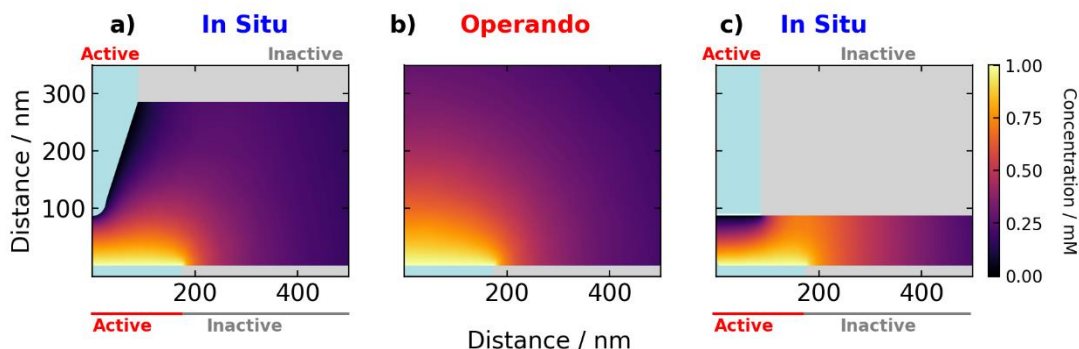 a) In Situ
Active Inactive
b) Operando
c) In Situ
Active Inactive
Distance / nm
300
200
100
200 400
Active Inactive
200 400
Distance / nm
200 400
Active Inactive
1.00
0.75
0.50
0.25
0.00
Concentration / mM